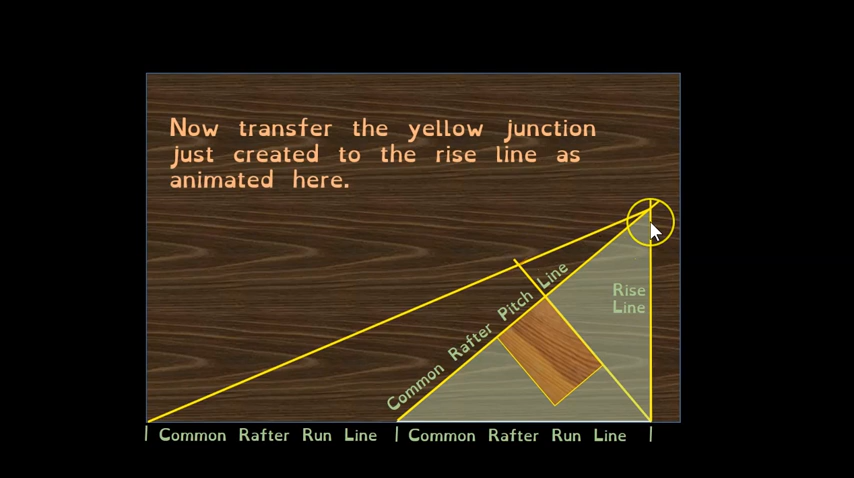 Now transfer the yellow junction
just created to the rise line as
animated here.
Rise
Line
Common Rafter Pitch Line
| Common Rafter Run Line | Common Rafter Run Line |